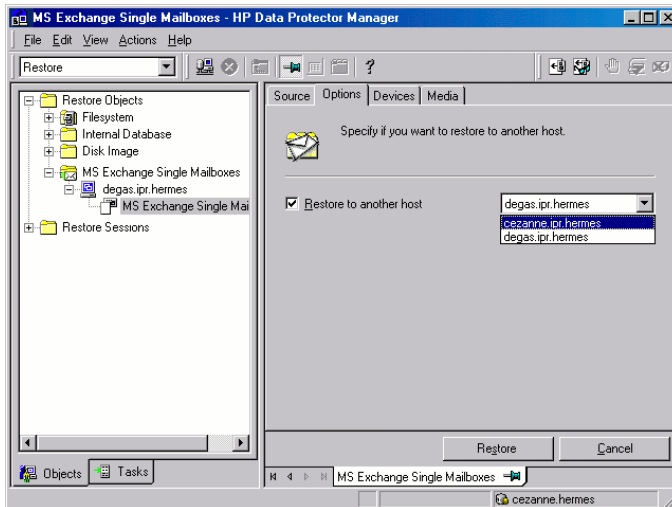 MS Exchange Single Mailboxes - HP Data Protector Manager
File Edit View Actions Help
Restore
?
Restore Objects
Filesystem
Internal Database
Disk Image
MS Exchange Single Mailboxes
degas.ipr.hermes
MS Exchange Single Mai
Restore Sessions
Objects
Tasks
Source Options Devices Media
Specify if you want to restore to another host.
Restore to another host
degas.ipr.hermes
cezanne.ipr.hermes
degas.ipr.hermes
Restore
Cancel
MS Exchange Single Mailboxes
cezanne.hermes